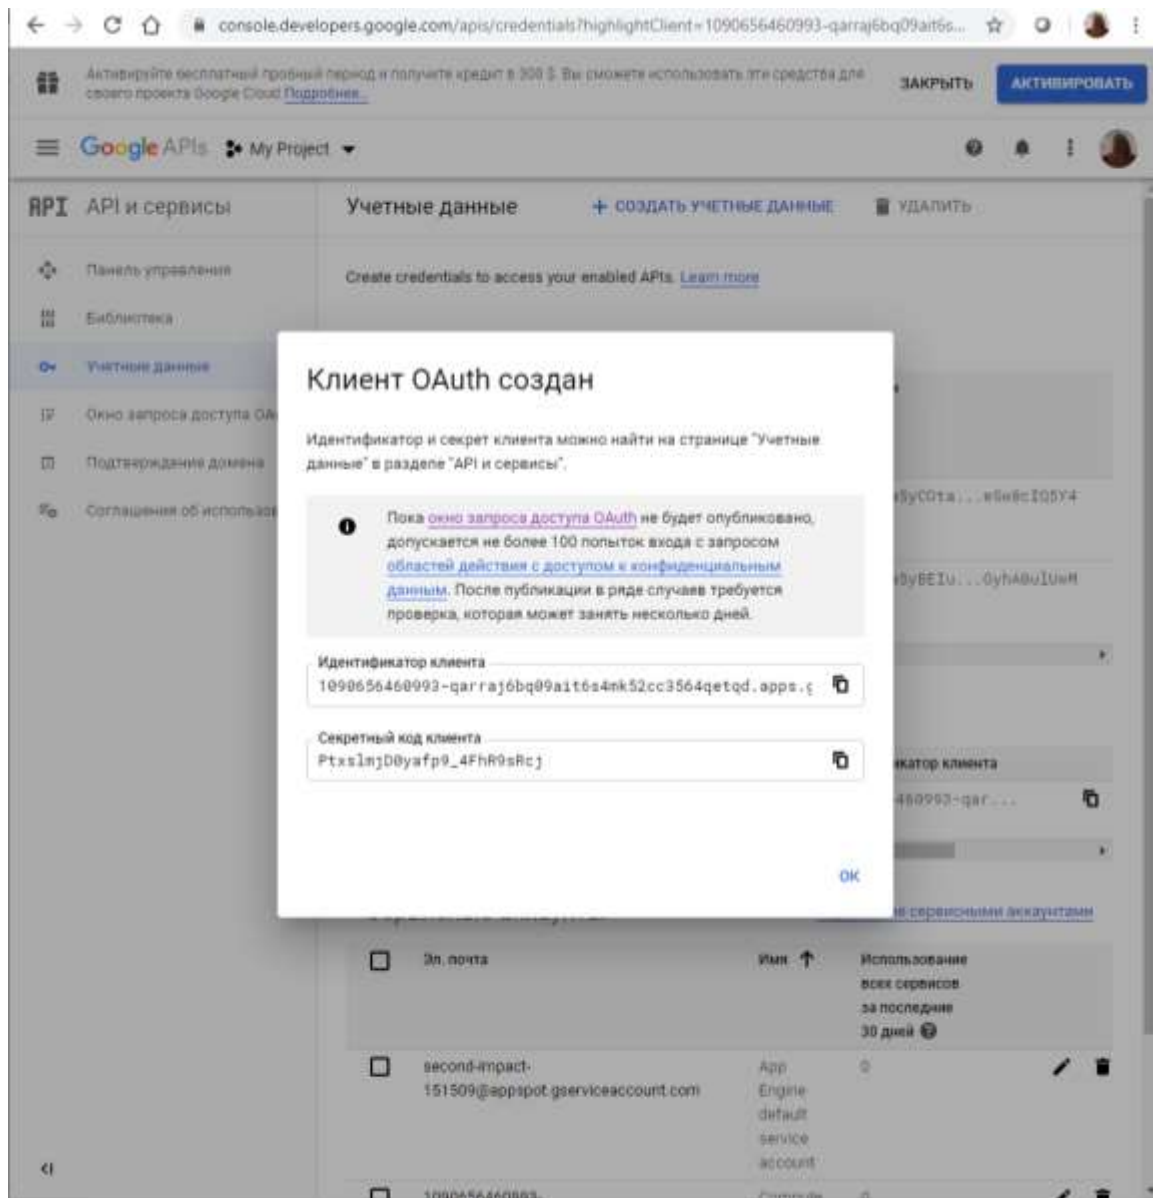 console.developers.google.com/apis/credentials?highlightClient=1090656460993-qarraj6bq09ait6s...
Активируйте бесплатный пробный период и получите кредит в 300 $. Вы сможете использовать эти средства для
своего проекта Google Cloud Подробнее...
ЗАКРЫТЬ
АКТИВИРОВАТЬ
Google APIs
My Project
API API и сервисы
Учетные данные
+ СОЗДАТЬ УЧЕТНЫЕ ДАННЫЕ
УДАЛИТЬ
Панель управления
Библиотека
Учетные данные
Окно запроса доступа OA
Подтверждение домена
Соглашения об использов
Create credentials to access your enabled APIs. Learn more
Клиент OAuth создан
Идентификатор и секрет клиента можно найти на странице "Учетные
данные" в разделе "API и сервисы".
Пока окно запроса доступа OAuth не будет опубликовано,
допускается не более 100 попыток входа с запросом
областей действия с доступом к конфиденциальным
данным. После публикации в ряде случаев требуется
проверка, которая может занять несколько дней.
Идентификатор клиента
1090656460993-qarraj6bq09ait6s4mk52cc3564qetqd.apps.g
Секретный код клиента
PtxslmjD0yafp9_4FhR9sRcj
OK
икатор клиента
460993-qar...
сервисными аккаунтами
Эл. почта
Имя
Использование
всех сервисов
за последние
30 дней
second-impact-
151509@appspot.gserviceaccount.com
App
Engine
default
service
account
0
1090656460993-
Compute
0